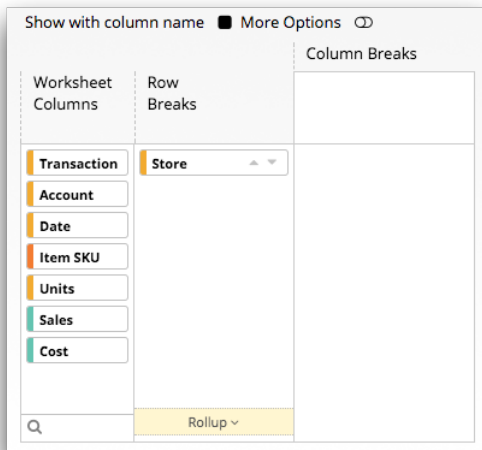 Show with column name More Options
Column Breaks
Worksheet Columns
Row Breaks
Transaction
Account
Date
Item SKU
Units
Sales
Cost
Store
Rollup